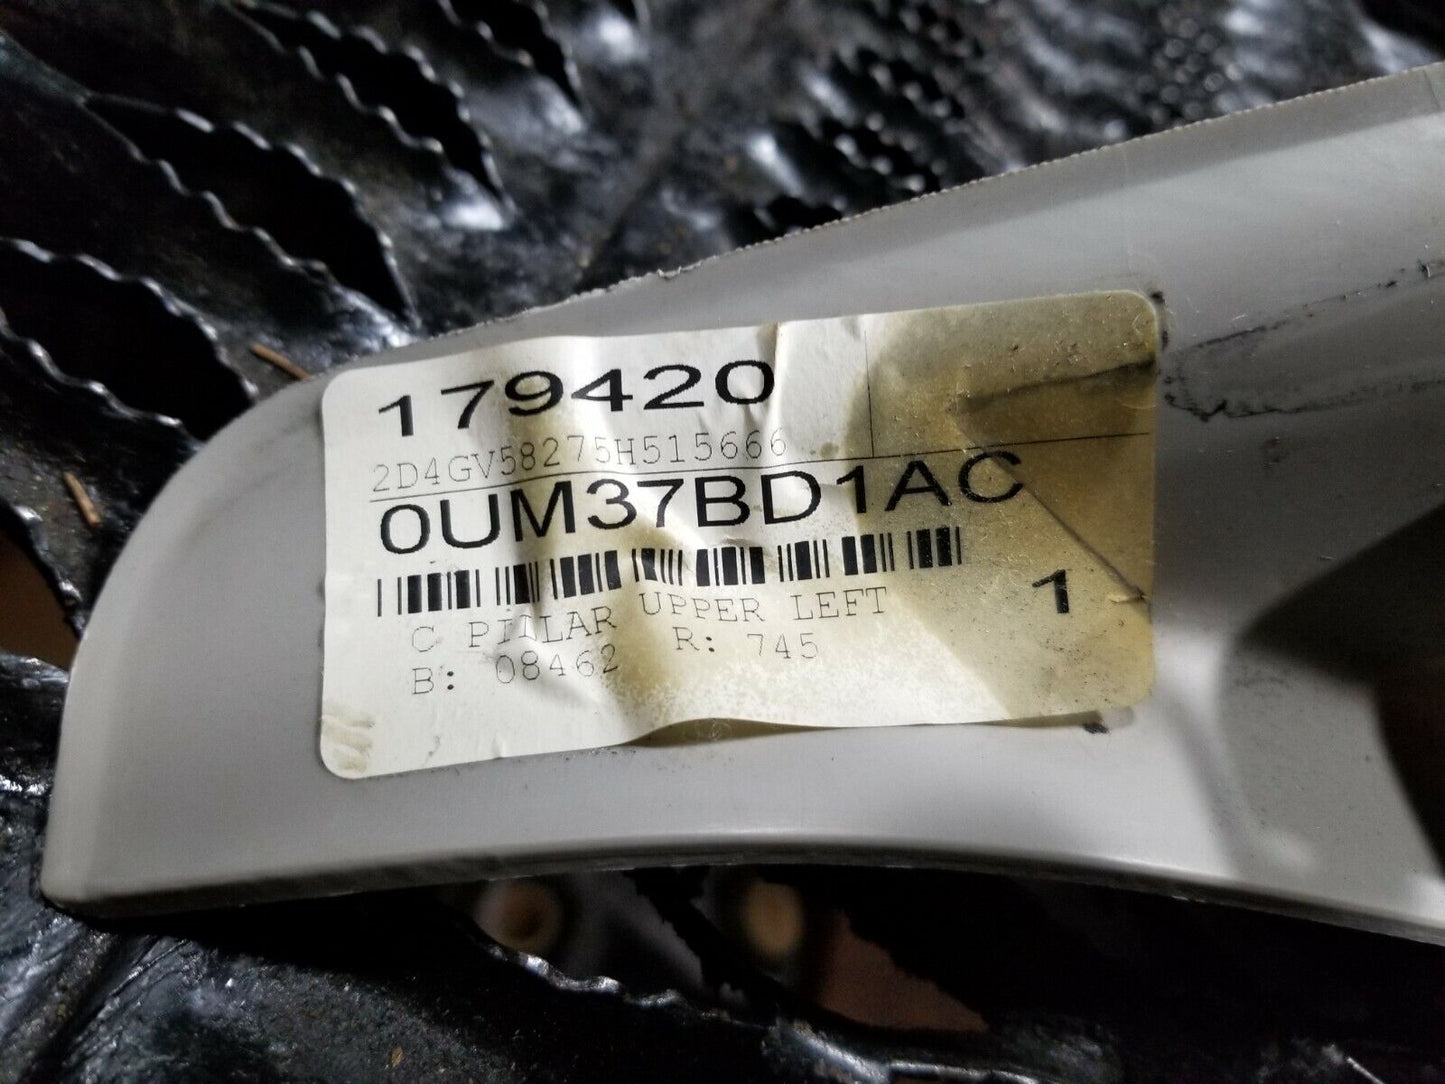 179420
2D4GV58275H515666
0UM37BD1AC
1
C PILLAR UPPER LEFT
B: 08462 R: 745